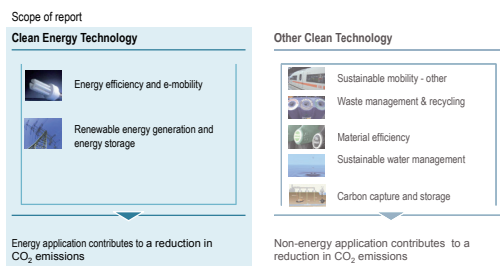 Scope of report
Clean Energy Technology
Energy efficiency and e-mobility
Renewable energy generation and
energy storage
Energy application contributes to a reduction in
CO₂ emissions
Other Clean Technology
Sustainable mobility - other
Waste management & recycling
Material efficiency
Sustainable water management
Carbon capture and storage
Non-energy application contributes to a
reduction in CO₂ emissions